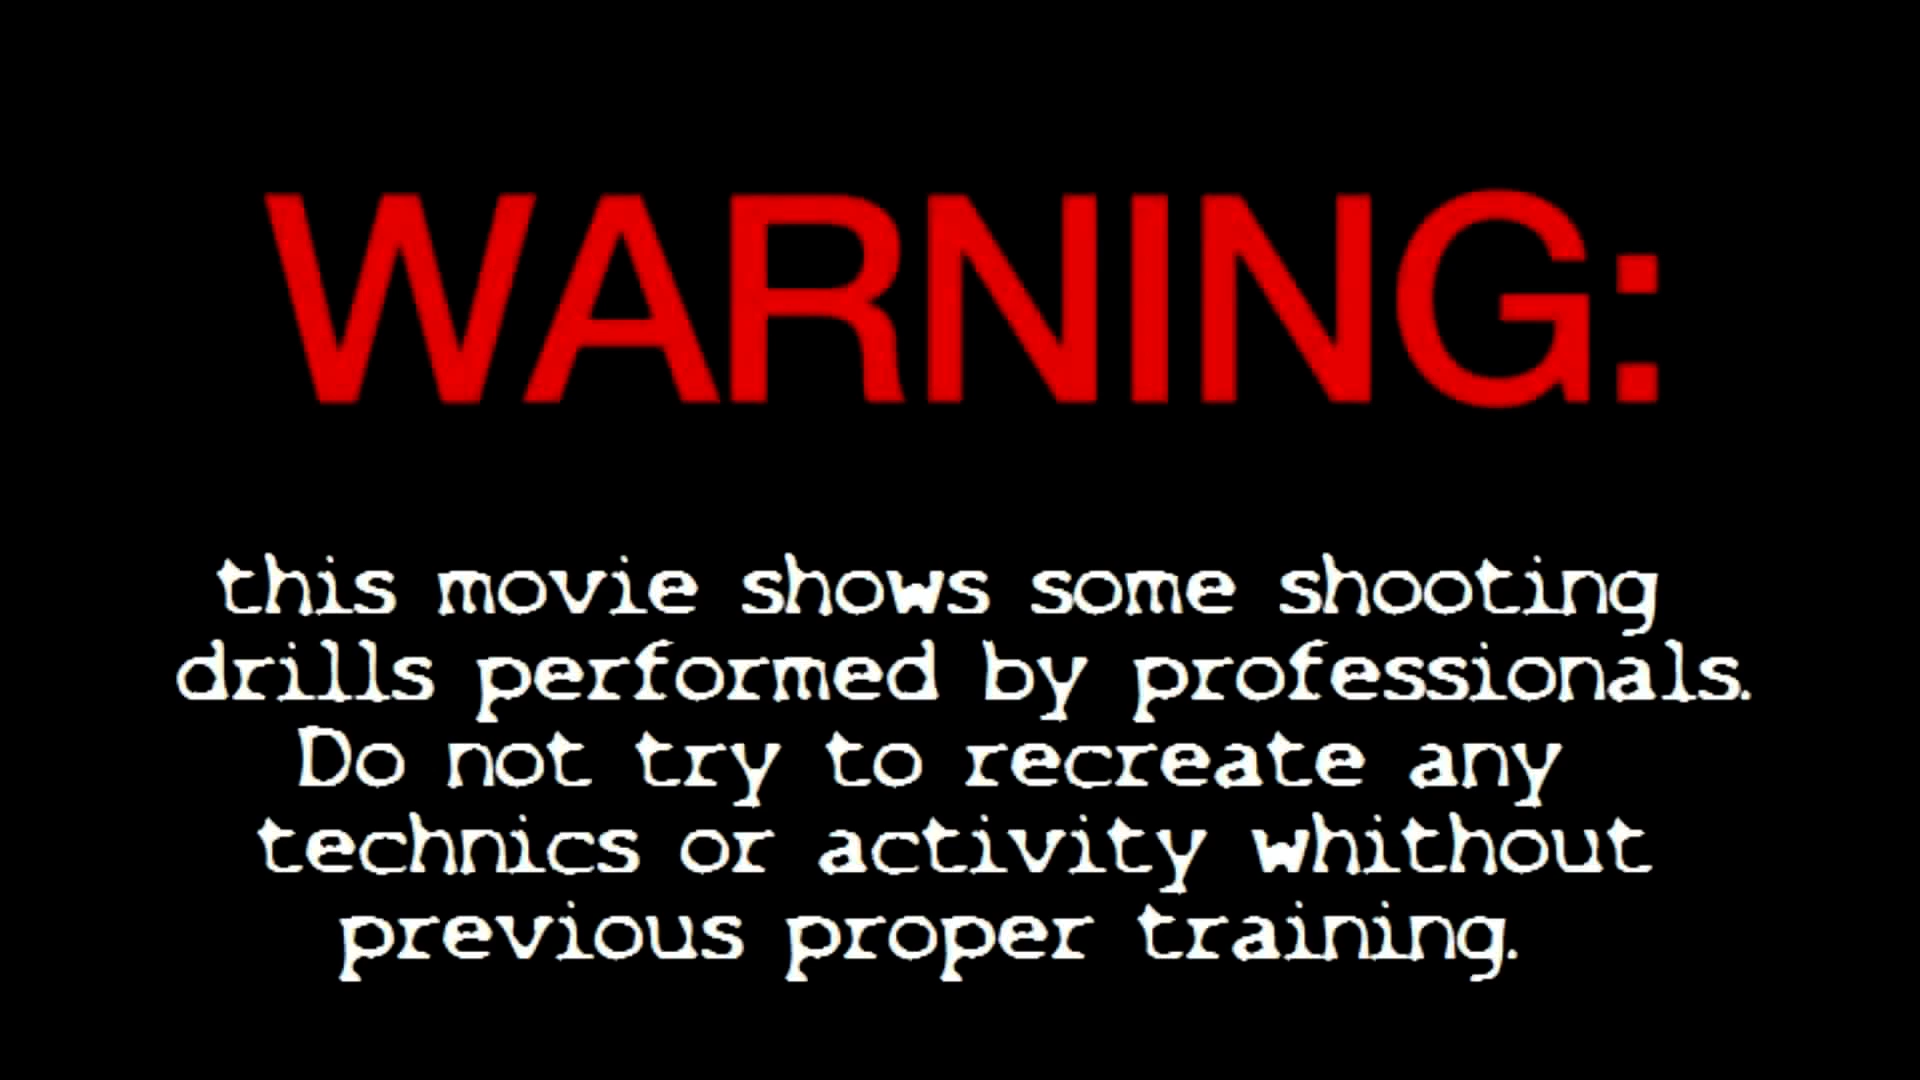 WARNING:
this movie shows some shooting
drills performed by professionals.
Do not try to recreate any
technics or activity whithout
previous proper training.